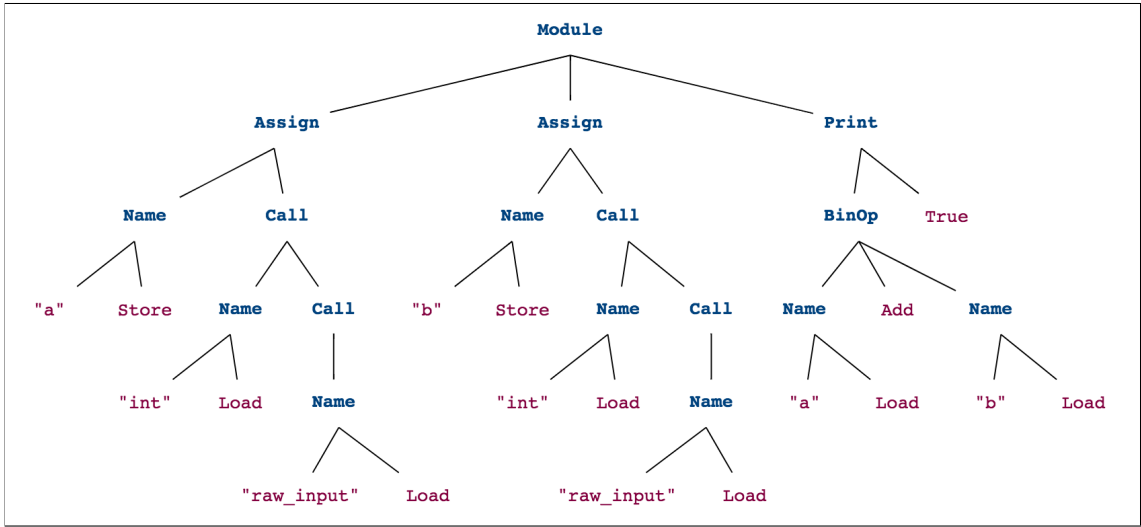 Module
Assign Assign Print
Name Call Name Call BinOp True
"a" Store Name Call "b" Store Name Call Name Add Name
"int" Load Name "int" Load Name "a" Load "b" Load
"raw_input" Load "raw_input" Load